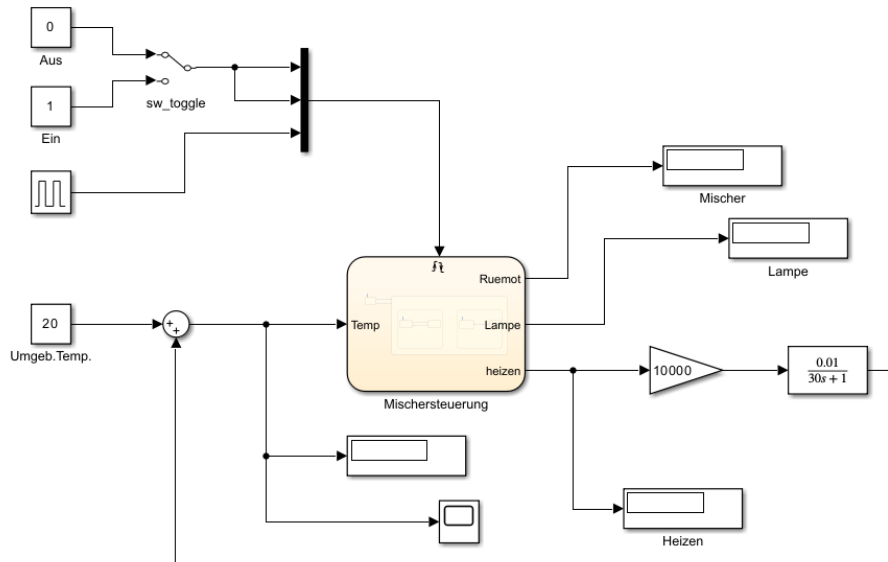 0
Aus
1
Ein
sw_toggle
Mischer
Lampe
Ruemot
20
Umgeb.Temp.
+
+
Temp
Lampe
heizen
10000
0.01
30s + 1
Mischersteuerung
Heizen